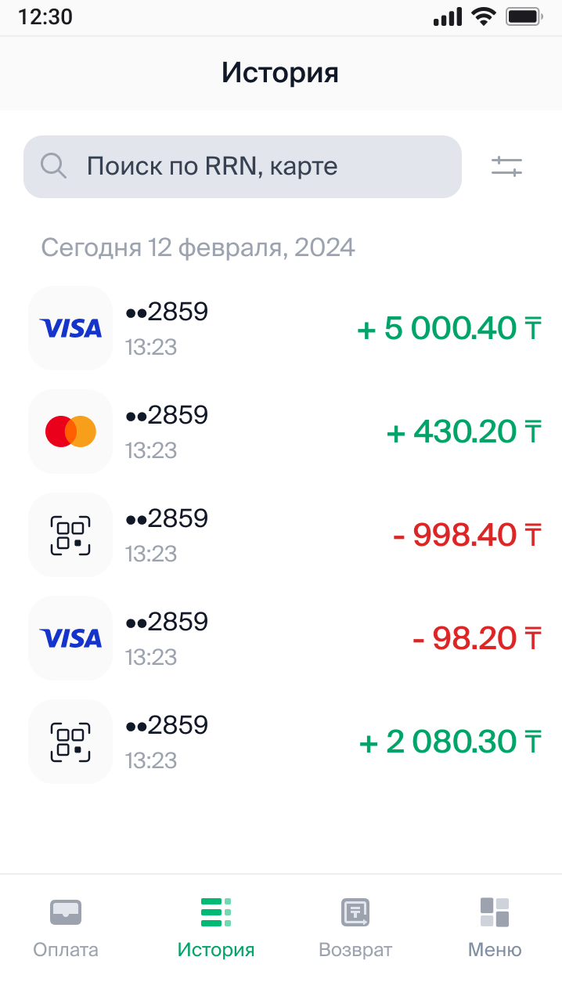 12:30
История
Поиск по RRN, карте
Сегодня 12 февраля, 2024
VISA
••2859
13:23
+ 5 000.40 ₸
••2859
13:23
+ 430.20 ₸
••2859
13:23
- 998.40 ₸
VISA
••2859
13:23
- 98.20 ₸
••2859
13:23
+ 2 080.30 ₸
Оплата
История
Возврат
Меню